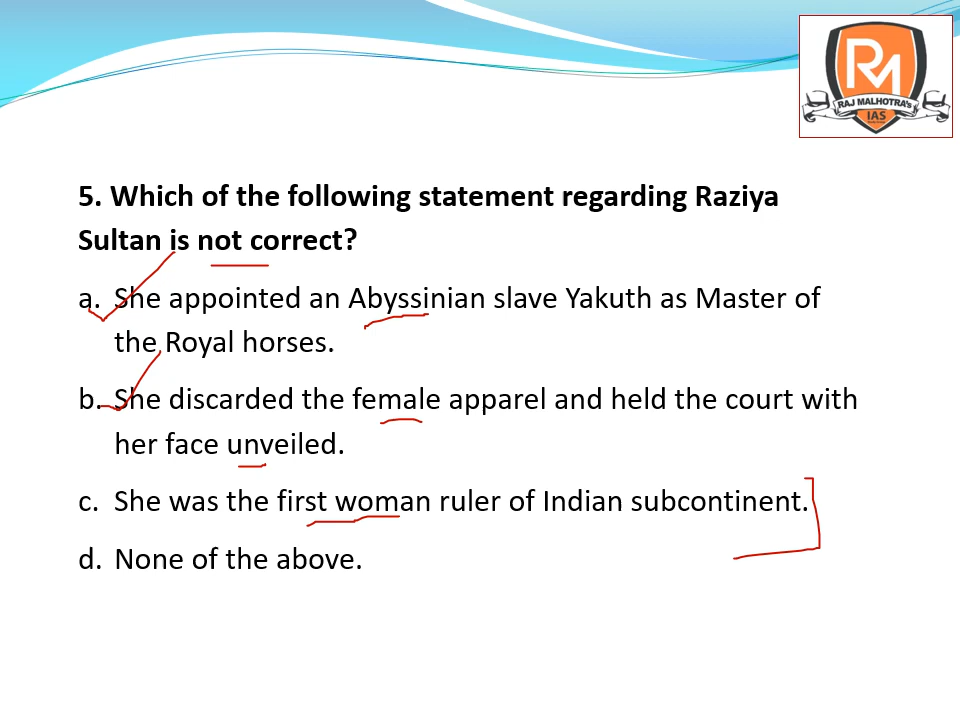 RM
RAJ MALHOTRA's
IAS
5. Which of the following statement regarding Raziya
Sultan is not correct?
a. She appointed an Abyssinian slave Yakuth as Master of
the Royal horses.
b. She discarded the female apparel and held the court with
her face unveiled.
c. She was the first woman ruler of Indian subcontinent.
d. None of the above.